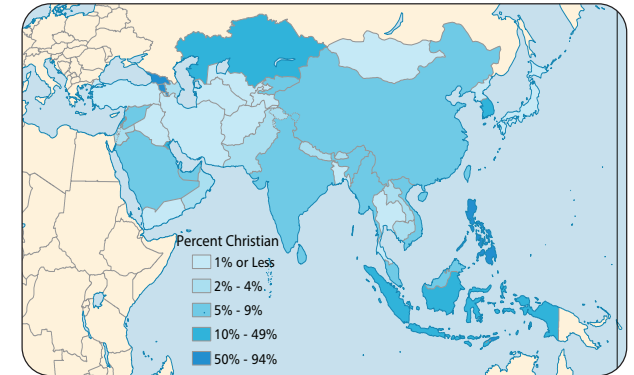 Percent Christian
1% or Less
2% - 4%
5% - 9%
10% - 49%
50% - 94%